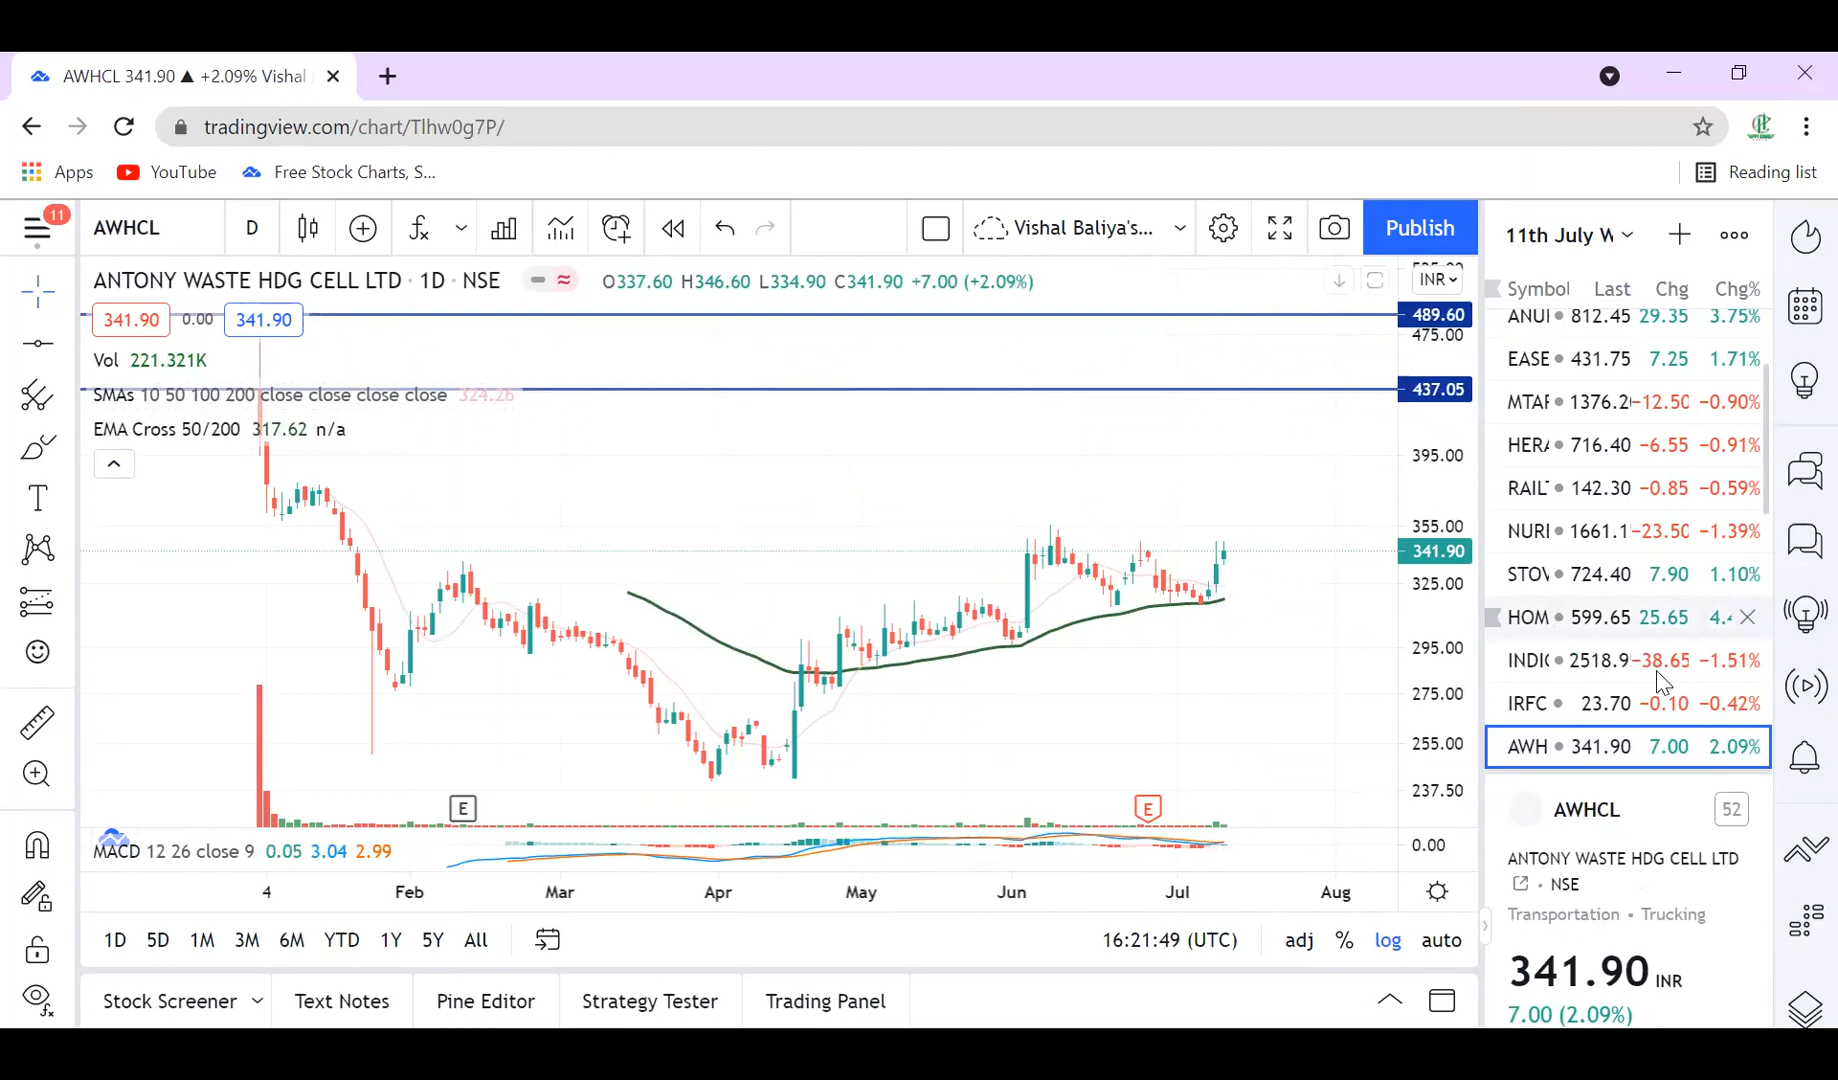 AWHCL 341.90 ▲ +2.09% Vishal
tradingview.com/chart/Tlhw0g7P/
Apps YouTube Free Stock Charts, S... Reading list
11 AWHCL D Vishal Baliya's... Publish
ANTONY WASTE HDG CELL LTD · 1D · NSE O337.60 H346.60 L334.90 C341.90 +7.00 (+2.09%)
341.90 0.00 341.90
Vol 221.321K
SMAs 10 50 100 200 close close close close 324.26
EMA Cross 50/200 317.62 n/a
INR
489.60
475.00
437.05
395.00
355.00
341.90
325.00
295.00
275.00
255.00
237.50
0.00
E E
MACD 12 26 close 9 0.05 3.04 2.99
4 Feb Mar Apr May Jun Jul Aug
1D 5D 1M 3M 6M YTD 1Y 5Y All 16:21:49 (UTC) adj % log auto
Stock Screener Text Notes Pine Editor Strategy Tester Trading Panel
11th July W
Symbol Last Chg Chg%
812.45 29.35 3.75%
EASE 431.75 7.25 1.71%
MTAR 1376.2 −12.50 −0.90%
HERA 716.40 −6.55 −0.91%
RAILT 142.30 −0.85 −0.59%
NURE 1661.1 −23.50 −1.39%
STOV 724.40 7.90 1.10%
HOM 599.65 25.65 4.4
INDI 2518.9 −38.65 −1.51%
IRFC 23.70 −0.10 −0.42%
AWH 341.90 7.00 2.09%
AWHCL 52
ANTONY WASTE HDG CELL LTD
• NSE
Transportation • Trucking
341.90 INR
7.00 (2.09%)